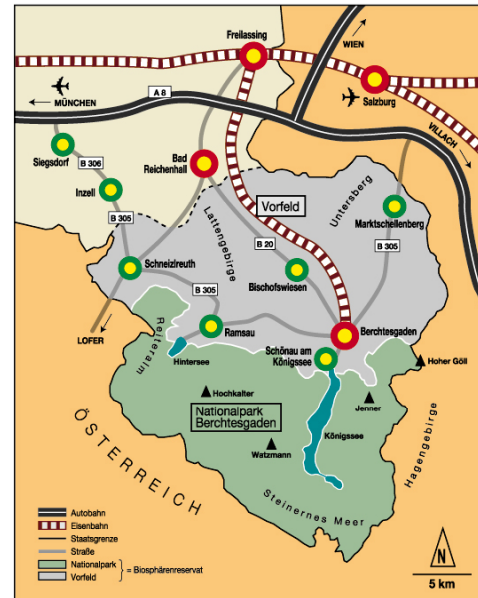 Freilassing
WIEN
A 8
MÜNCHEN
Salzburg
VILLACH
Siegsdorf
B 306
Bad
Reichenhall
Inzell
Vorfeld
Untersberg
Lattengebirge
Marktschellenberg
B 305
B 20
B 305
Schneizlreuth
Bischofswiesen
B 305
LOFER
Reiteralm
Ramsau
Berchtesgaden
Hintersee
Schönau am
Königssee
Hoher Göll
Hochkalter
Jenner
Nationalpark
Berchtesgaden
Königssee
Hagengebirge
Watzmann
ÖSTERREICH
Steinernes Meer
Autobahn
Eisenbahn
Staatsgrenze
Straße
Nationalpark
Vorfeld
= Biosphärenreservat
N
5 km